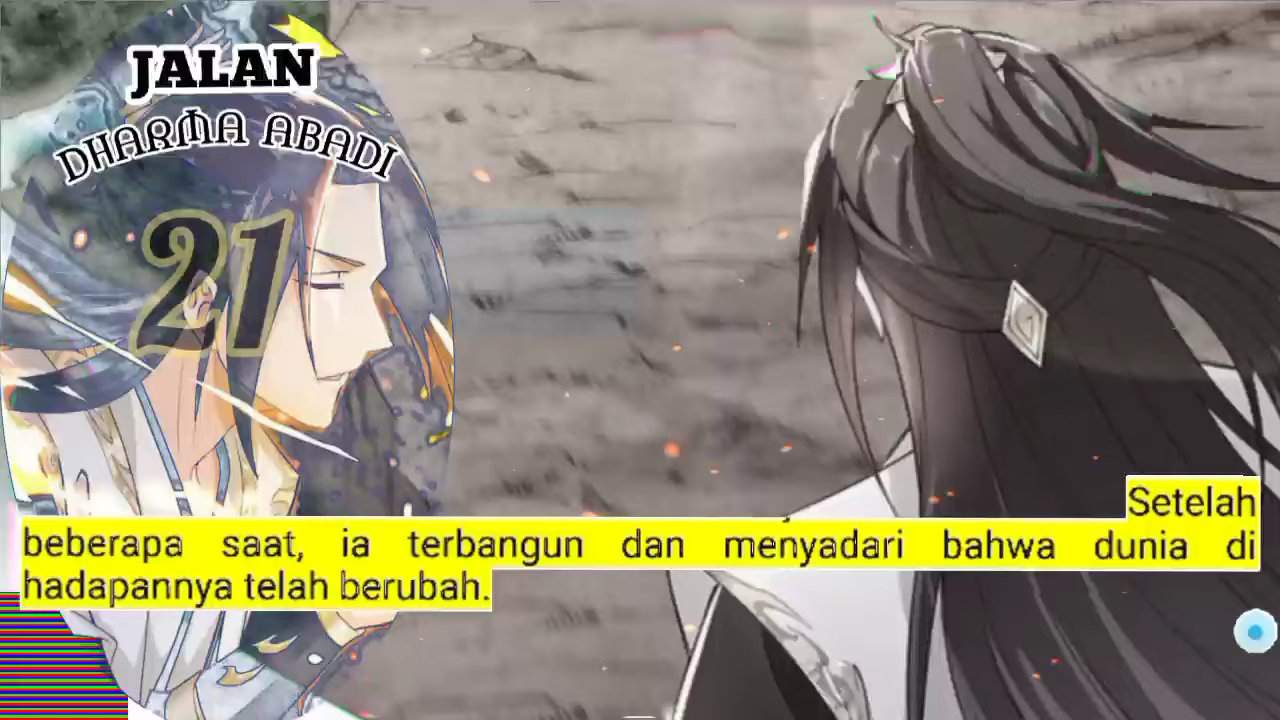 JALAN
DHARMA ABADI
21
Setelah
beberapa saat, ia terbangun dan menyadari bahwa dunia di
hadapannya telah berubah.